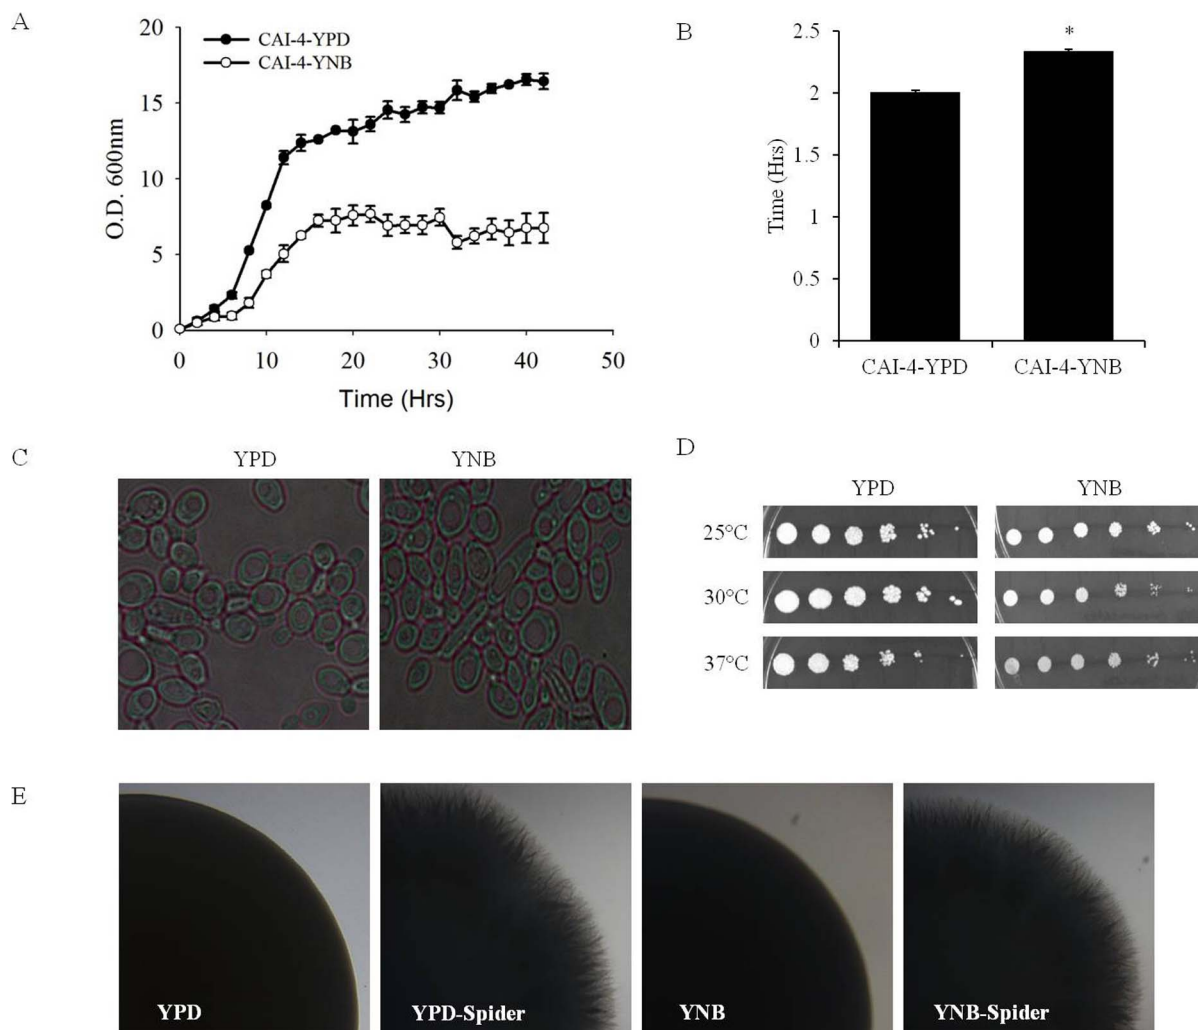 A
20
15
10
5
0
O.D. 600nm
CAI-4-YPD
CAI-4-YNB
0 10 20 30 40 50
Time (Hrs)
B
*
2.5
2
1.5
1
0.5
0
Time (Hrs)
CAI-4-YPD CAI-4-YNB
C
YPD YNB
D
YPD YNB
25°C
30°C
37°C
E
YPD YPD-Spider YNB YNB-Spider